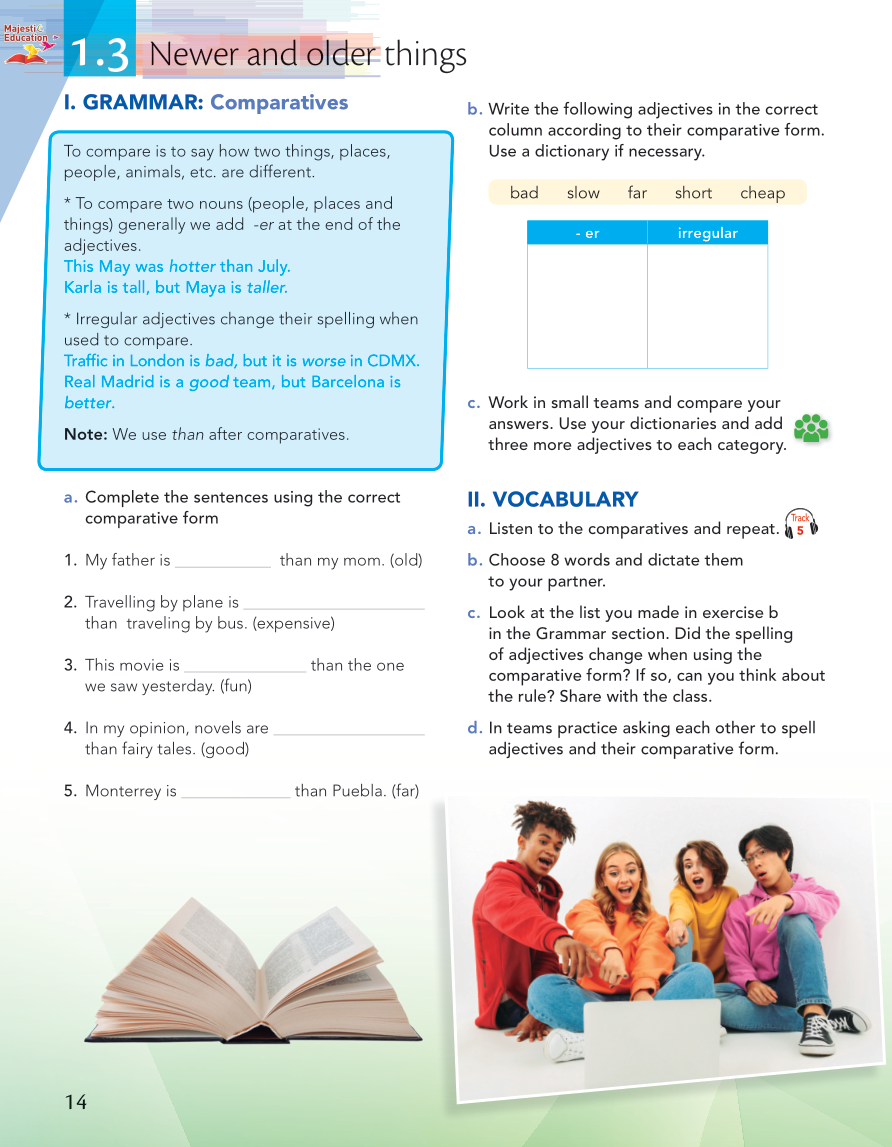 Majestic
Education
1.3 Newer and older things
I. GRAMMAR: Comparatives
To compare is to say how two things, places,
people, animals, etc. are different.
* To compare two nouns (people, places and
things) generally we add -er at the end of the
adjectives.
This May was hotter than July.
Karla is tall, but Maya is taller.
* Irregular adjectives change their spelling when
used to compare.
Traffic in London is bad, but it is worse in CDMX.
Real Madrid is a good team, but Barcelona is
better.
Note: We use than after comparatives.
a. Complete the sentences using the correct
comparative form
1. My father is ____________ than my mom. (old)
2. Travelling by plane is ______________________
than traveling by bus. (expensive)
3. This movie is _______________ than the one
we saw yesterday. (fun)
4. In my opinion, novels are ___________________
than fairy tales. (good)
5. Monterrey is _____________ than Puebla. (far)
b. Write the following adjectives in the correct
column according to their comparative form.
Use a dictionary if necessary.
bad slow far short cheap
- er irregular
c. Work in small teams and compare your
answers. Use your dictionaries and add
three more adjectives to each category.
II. VOCABULARY
a. Listen to the comparatives and repeat.
Track
5
b. Choose 8 words and dictate them
to your partner.
c. Look at the list you made in exercise b
in the Grammar section. Did the spelling
of adjectives change when using the
comparative form? If so, can you think about
the rule? Share with the class.
d. In teams practice asking each other to spell
adjectives and their comparative form.
14